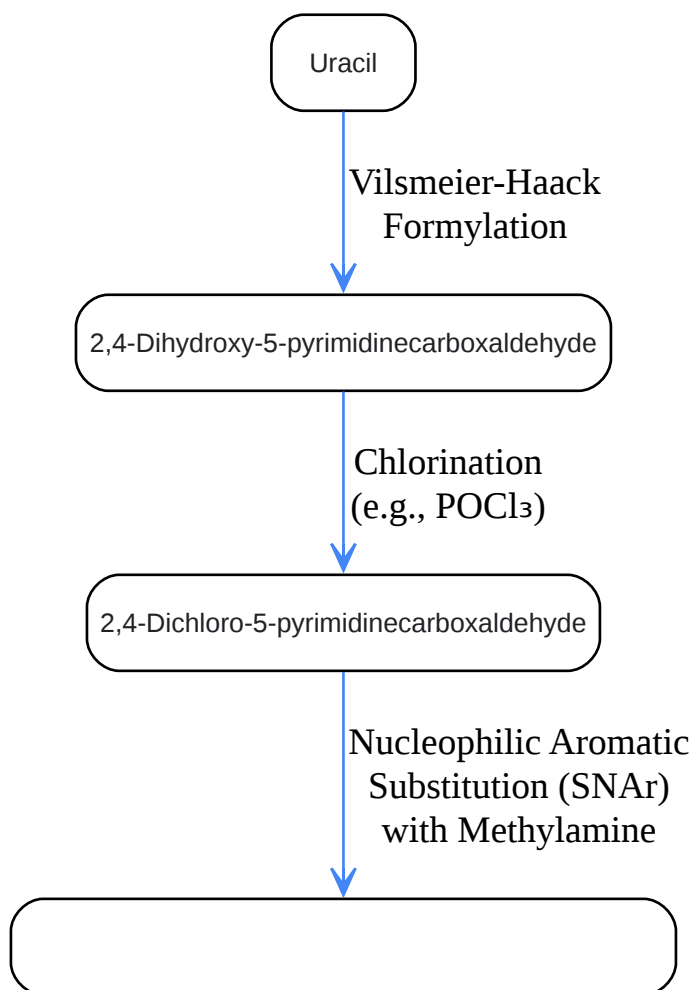 Uracil
Vilsmeier-Haack
Formylation
2,4-Dihydroxy-5-pyrimidinecarboxaldehyde
Chlorination
(e.g., POCl₃)
2,4-Dichloro-5-pyrimidinecarboxaldehyde
Nucleophilic Aromatic
Substitution (SNAr)
with Methylamine